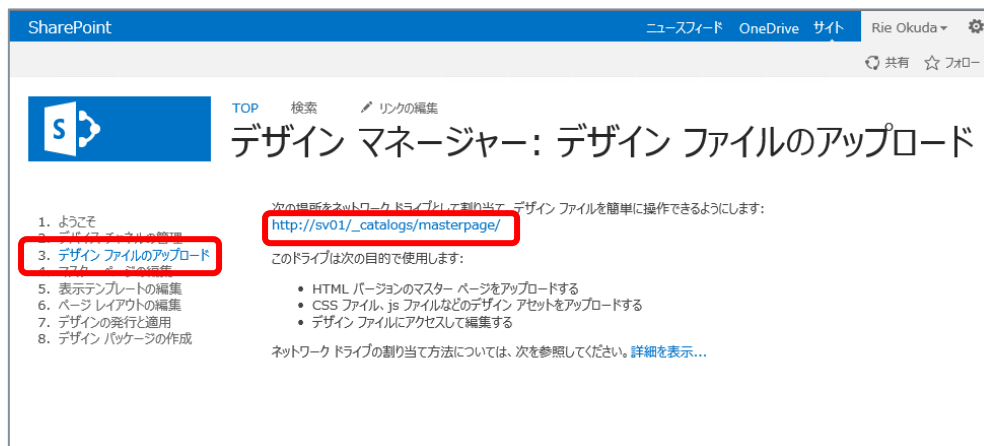 SharePoint
ニュースフィード OneDrive サイト Rie Okuda
共有 フォロー
S
TOP 検索 リンクの編集
デザイン マネージャー: デザイン ファイルのアップロード
次の場所をネットワーク ドライブとして割り当て、デザイン ファイルを簡単に操作できるようにします:
http://sv01/_catalogs/masterpage/
1. ようこそ
2. デバイス チャネルの管理
3. デザイン ファイルのアップロード
4. マスター ページの編集
5. 表示テンプレートの編集
6. ページ レイアウトの編集
7. デザインの発行と適用
8. デザイン パッケージの作成
このドライブは次の目的で使用します:
• HTML バージョンのマスター ページをアップロードする
• CSS ファイル、js ファイルなどのデザイン アセットをアップロードする
• デザイン ファイルにアクセスして編集する
ネットワーク ドライブの割り当て方法については、次を参照してください。詳細を表示...